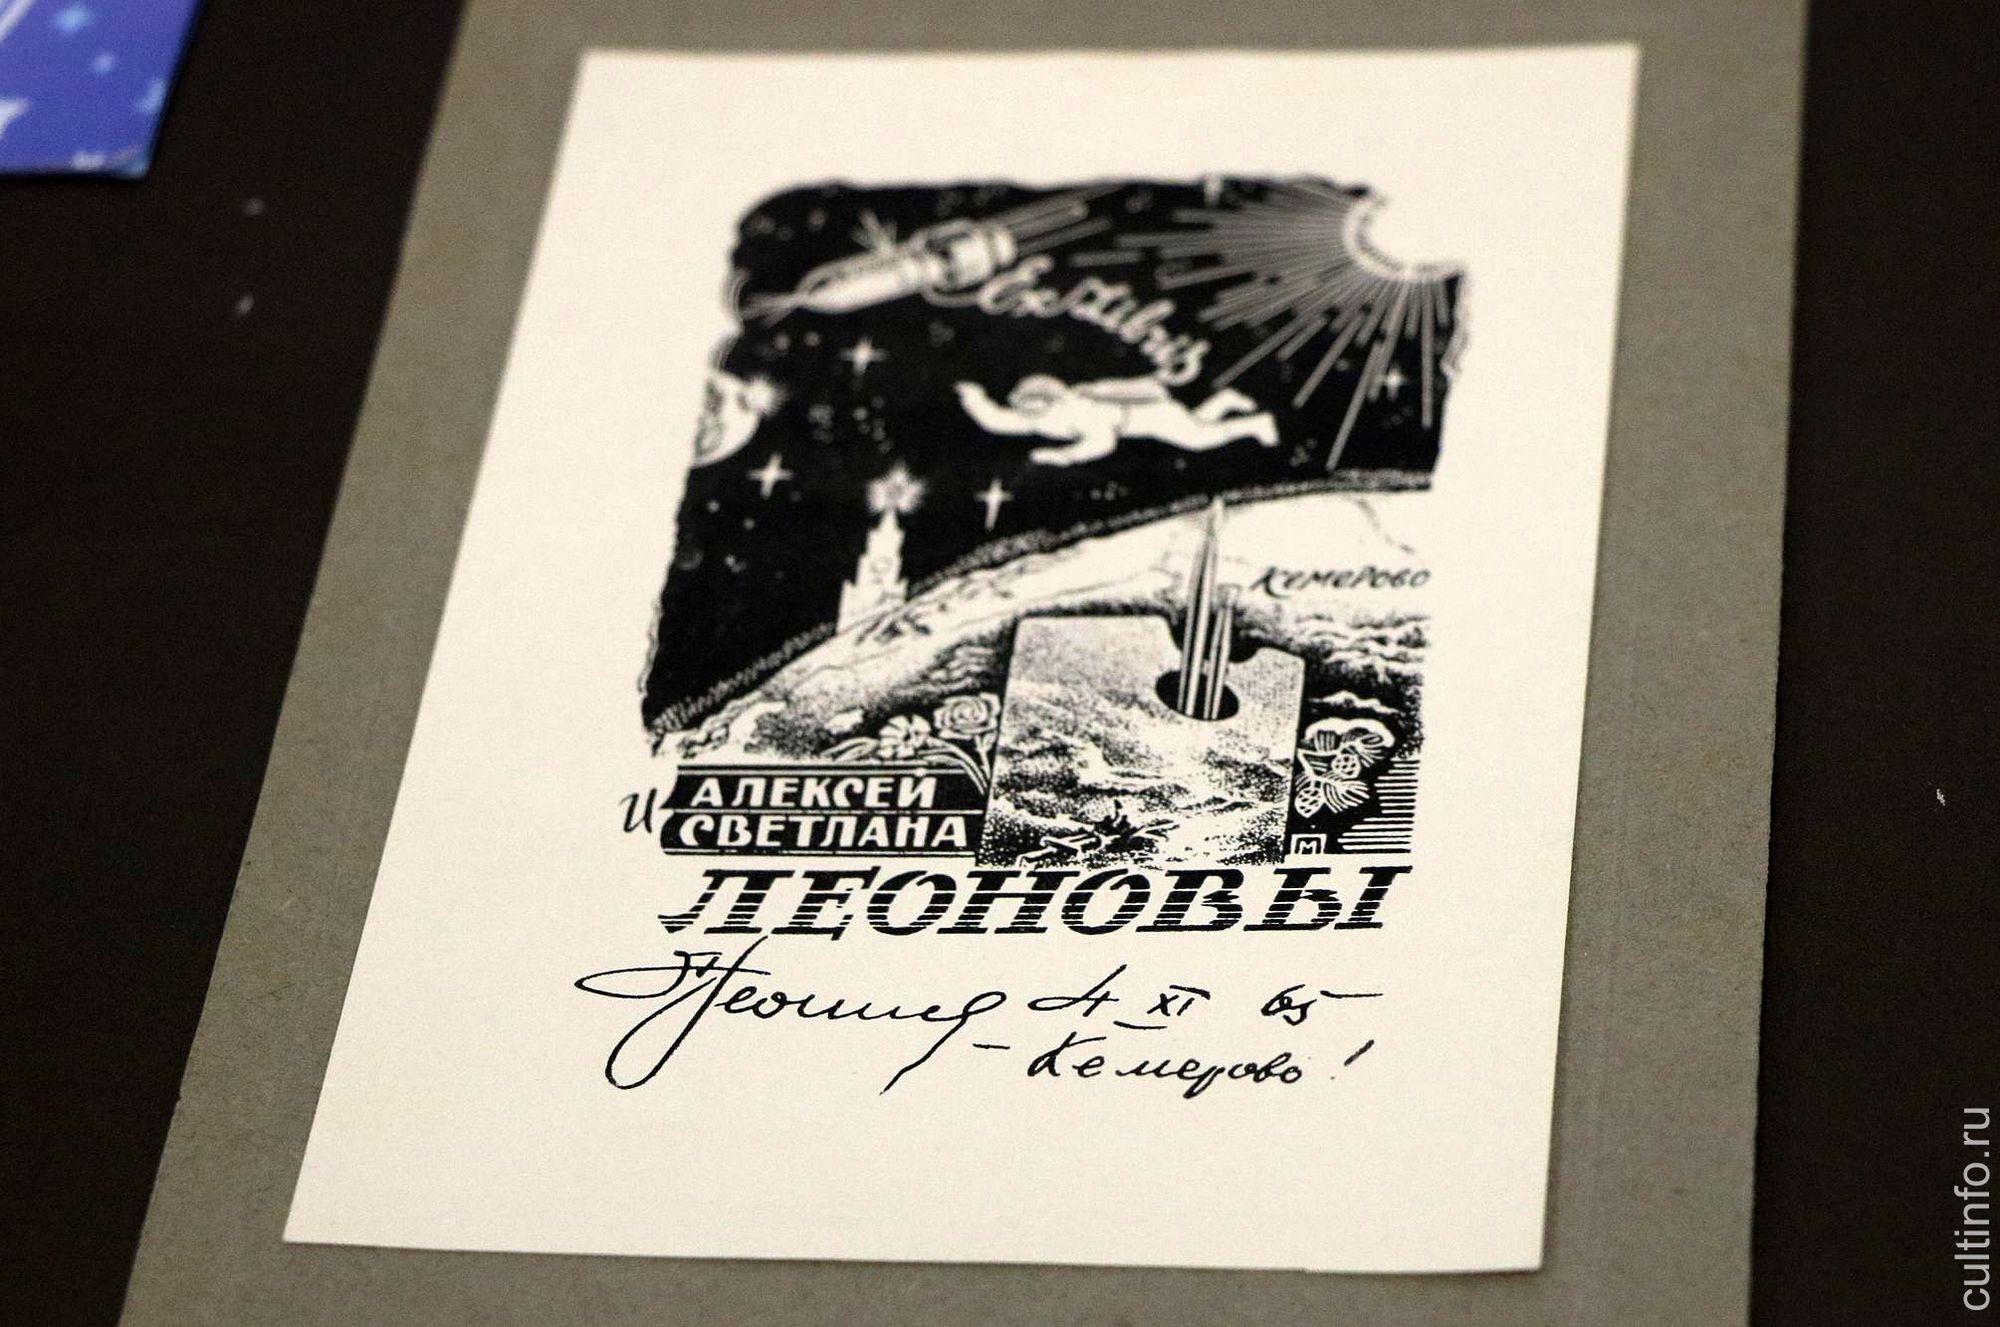 Ex Libris
Кемерово
и АЛЕКСЕЙ
СВЕТЛАНА
М
ЛЕОНОВЫ
Леонов 4 XI 65
- Кемерово!
cultinfo.ru